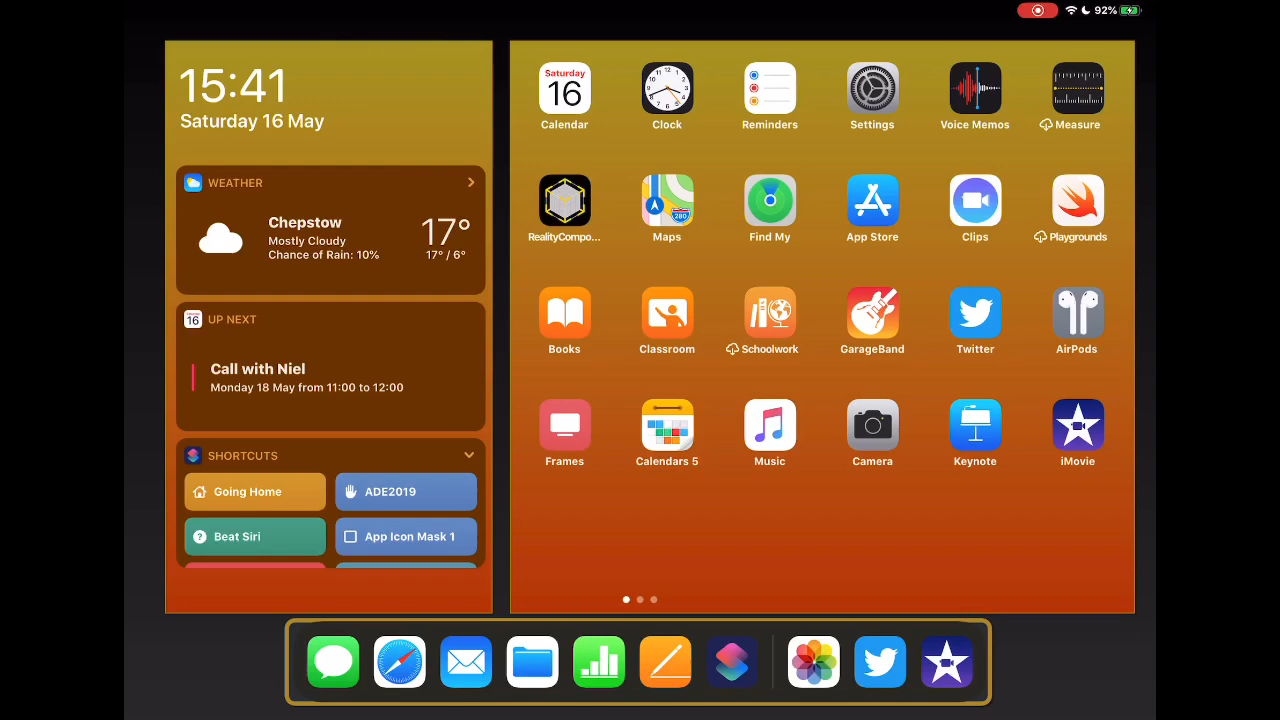 92%
15:41
Saturday 16 May
WEATHER
Chepstow
Mostly Cloudy
Chance of Rain: 10%
17°
17° / 6°
UP NEXT
16
Call with Niel
Monday 18 May from 11:00 to 12:00
SHORTCUTS
Going Home
ADE2019
Beat Siri
App Icon Mask 1
Saturday
16
Calendar
Clock
Reminders
Settings
Voice Memos
Measure
RealityCompo...
280
Maps
Find My
App Store
Clips
Playgrounds
Books
Classroom
Schoolwork
GarageBand
Twitter
AirPods
Frames
Calendars 5
Music
Camera
Keynote
iMovie